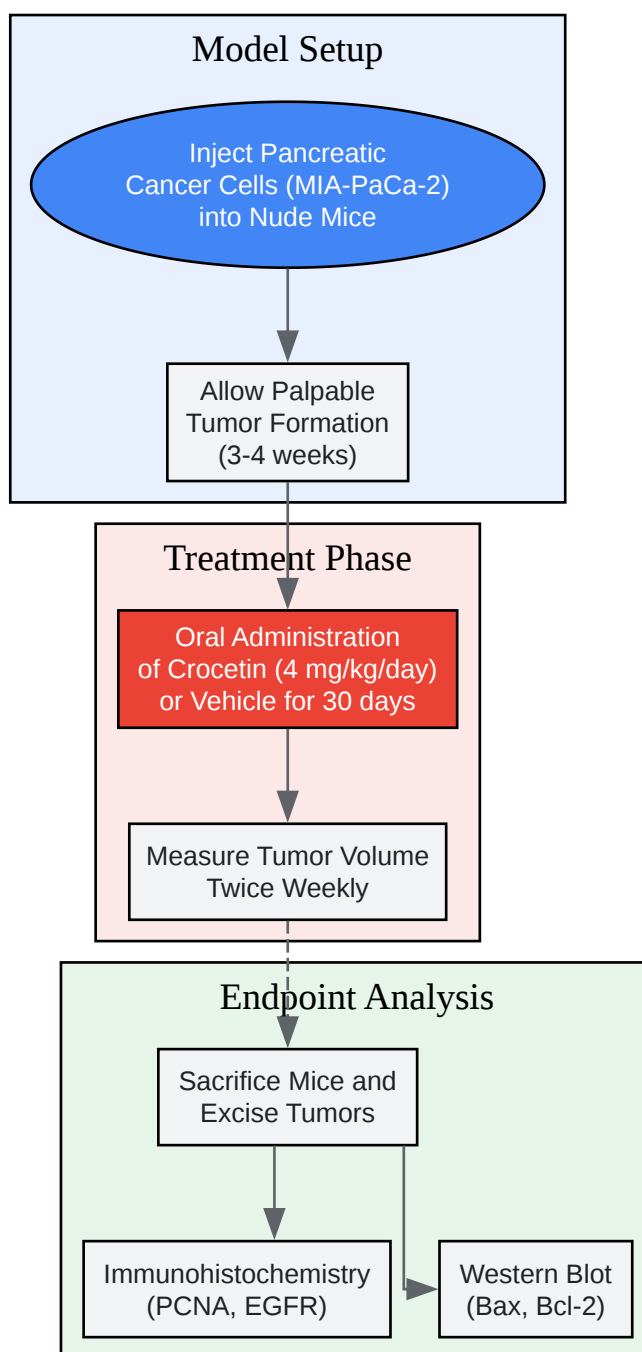 Model Setup
Inject Pancreatic
Cancer Cells (MIA-PaCa-2)
into Nude Mice
Allow Palpable
Tumor Formation
(3-4 weeks)
Treatment Phase
Oral Administration
of Crocetin (4 mg/kg/day)
or Vehicle for 30 days
Measure Tumor Volume
Twice Weekly
Endpoint Analysis
Sacrifice Mice and
Excise Tumors
Immunohistochemistry
(PCNA, EGFR)
Western Blot
(Bax, Bcl-2)